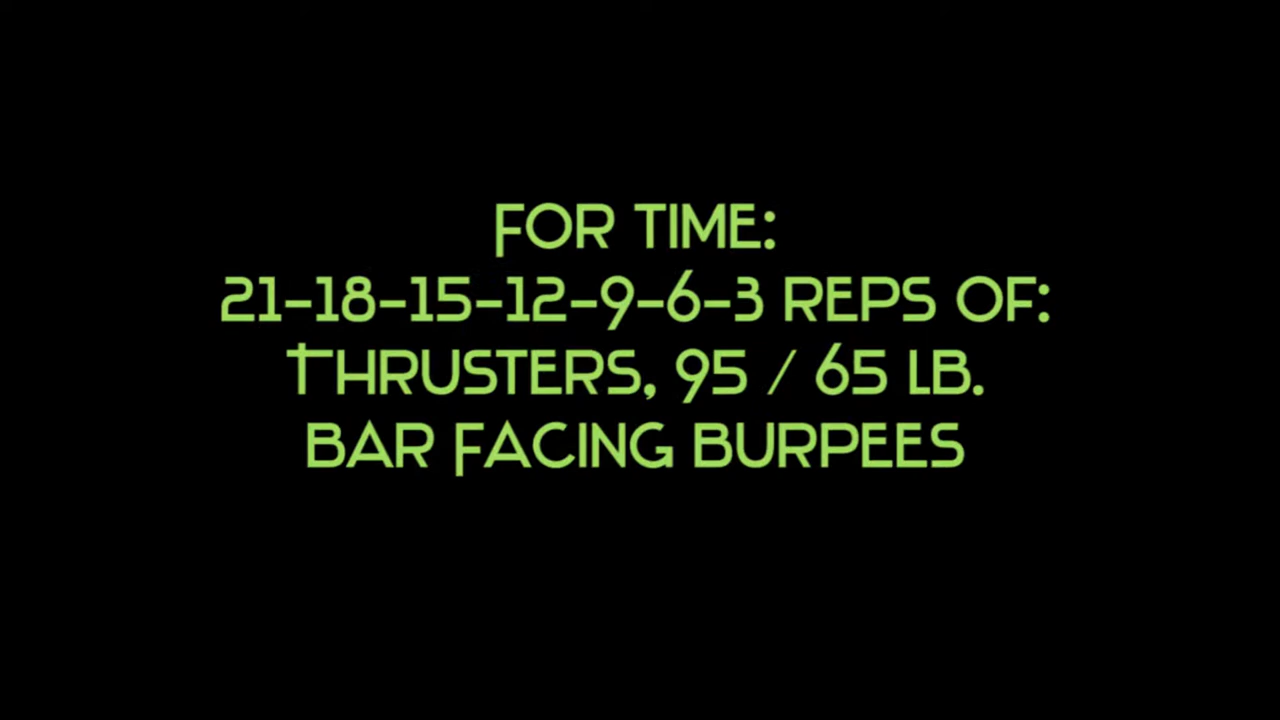 FOR TIME:
21-18-15-12-9-6-3 REPS OF:
THRUSTERS, 95 / 65 LB.
BAR FACING BURPEES